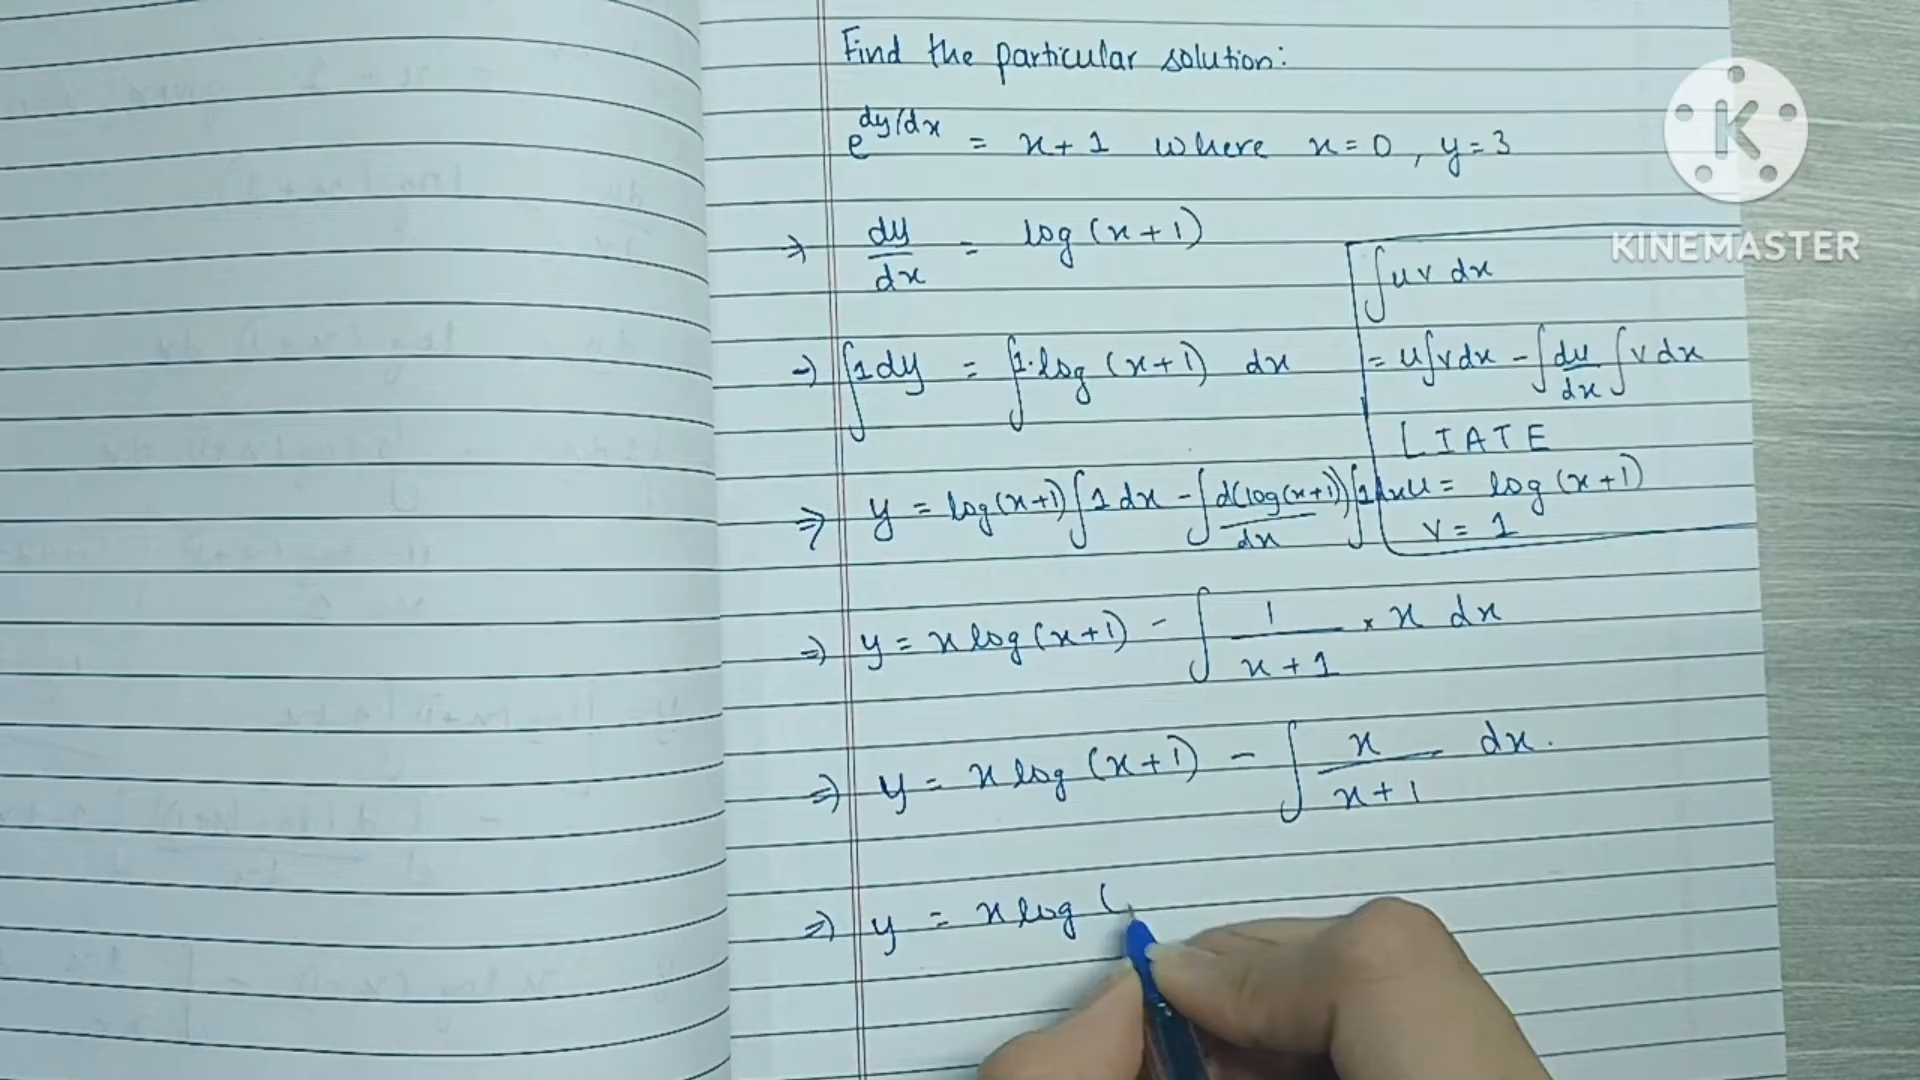 Find the particular solution:
e^{dy/dx} = x + 1 where x = 0, y = 3
⇒ dy/dx = log(x+1)
→ ∫1 dy = ∫1·log(x+1) dx
⇒ y = log(x+1)∫1 dx - ∫d(log(x+1))/dx ∫1 dx
⇒ y = x log(x+1) - ∫ 1/(x+1) × x dx
⇒ y = x log(x+1) - ∫ x/(x+1) dx.
⇒ y = x log (
∫uv dx
= u∫v dx - ∫du/dx ∫v dx
LIATE
u = log(x+1)
v = 1
K
KINEMASTER